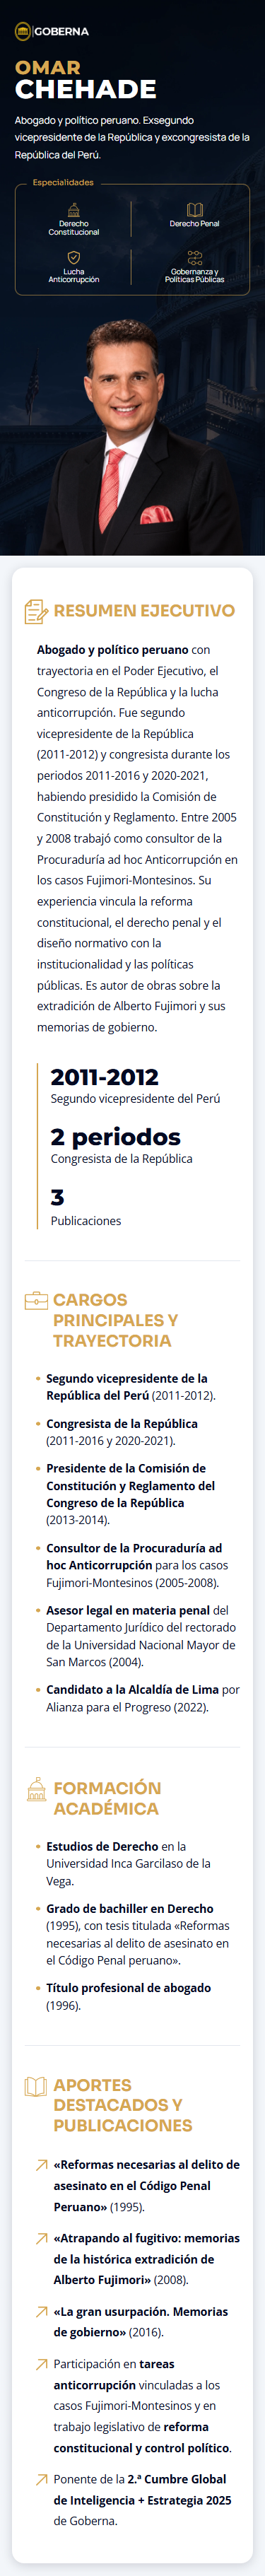 GOBERNA
OMAR
CHEHADE
Abogado y político peruano. Exsegundo
vicepresidente de la República y excongresista de la
República del Perú.
Especialidades
Derecho
Constitucional
Derecho Penal
Lucha
Anticorrupción
Gobernanza y
Políticas Públicas
RESUMEN EJECUTIVO
Abogado y político peruano con
trayectoria en el Poder Ejecutivo, el
Congreso de la República y la lucha
anticorrupción. Fue segundo
vicepresidente de la República
(2011-2012) y congresista durante los
periodos 2011-2016 y 2020-2021,
habiendo presidido la Comisión de
Constitución y Reglamento. Entre 2005
y 2008 trabajó como consultor de la
Procuraduría ad hoc Anticorrupción en
los casos Fujimori-Montesinos. Su
experiencia vincula la reforma
constitucional, el derecho penal y el
diseño normativo con la
institucionalidad y las políticas
públicas. Es autor de obras sobre la
extradición de Alberto Fujimori y sus
memorias de gobierno.
2011-2012
Segundo vicepresidente del Perú
2 periodos
Congresista de la República
3
Publicaciones
CARGOS
PRINCIPALES Y
TRAYECTORIA
• Segundo vicepresidente de la
República del Perú (2011-2012).
• Congresista de la República
(2011-2016 y 2020-2021).
• Presidente de la Comisión de
Constitución y Reglamento del
Congreso de la República
(2013-2014).
• Consultor de la Procuraduría ad
hoc Anticorrupción para los casos
Fujimori-Montesinos (2005-2008).
• Asesor legal en materia penal del
Departamento Jurídico del rectorado
de la Universidad Nacional Mayor de
San Marcos (2004).
• Candidato a la Alcaldía de Lima por
Alianza para el Progreso (2022).
FORMACIÓN
ACADÉMICA
• Estudios de Derecho en la
Universidad Inca Garcilaso de la
Vega.
• Grado de bachiller en Derecho
(1995), con tesis titulada «Reformas
necesarias al delito de asesinato en
el Código Penal peruano».
• Título profesional de abogado
(1996).
APORTES
DESTACADOS Y
PUBLICACIONES
«Reformas necesarias al delito de
asesinato en el Código Penal
Peruano» (1995).
«Atrapando al fugitivo: memorias
de la histórica extradición de
Alberto Fujimori» (2008).
«La gran usurpación. Memorias
de gobierno» (2016).
Participación en tareas
anticorrupción vinculadas a los
casos Fujimori-Montesinos y en
trabajo legislativo de reforma
constitucional y control político.
Ponente de la 2.ª Cumbre Global
de Inteligencia + Estrategia 2025
de Goberna.